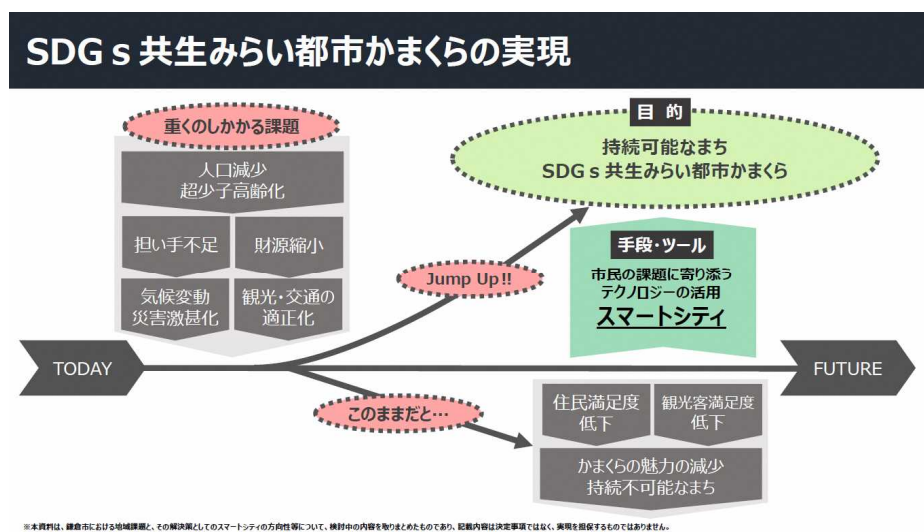 SDGs共生みらい都市かまくらの実現
重くのしかかる課題
人口減少
超少子高齢化
担い手不足
財源縮小
気候変動
災害激甚化
観光・交通の
適正化
目 的
持続可能なまち
SDGs共生みらい都市かまくら
Jump Up!!
手段・ツール
市民の課題に寄り添う
テクノロジーの活用
スマートシティ
TODAY
FUTURE
このままだと…
住民満足度
低下
観光客満足度
低下
かまくらの魅力の減少
持続不可能なまち
※本資料は、鎌倉市における地域課題と、その解決策としてのスマートシティの方向性等について、検討中の内容を取りまとめたものであり、記載内容は決定事項ではなく、実現を担保するものではありません。